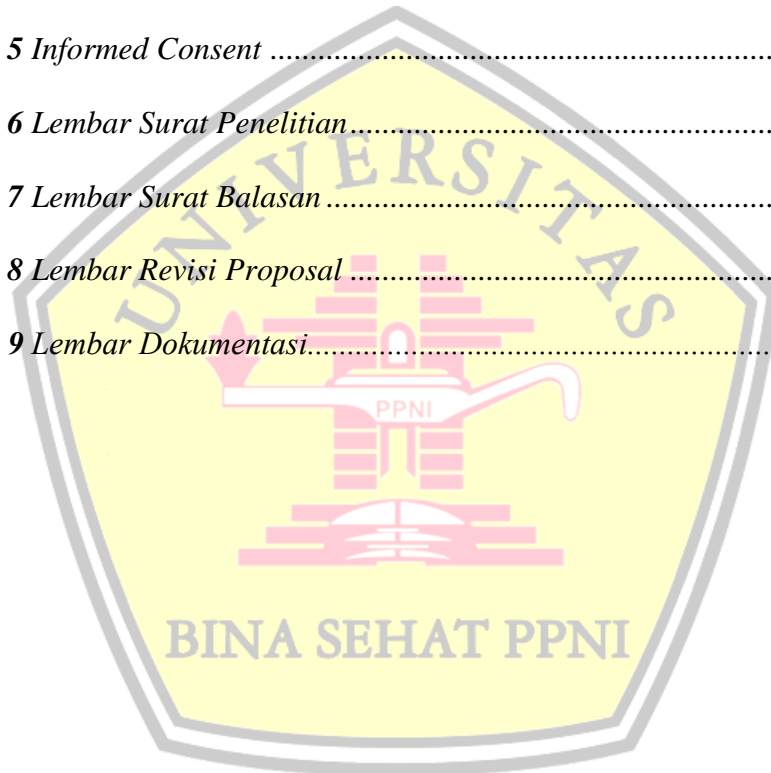 5 Informed Consent ................................................................
6 Lembar Surat Penelitian.....................................................
7 Lembar Surat Balasan ........................................................
8 Lembar Revisi Proposal .....................................................
9 Lembar Dokumentasi...........................................................
UNIVERSITAS
PPNI
BINA SEHAT PPNI